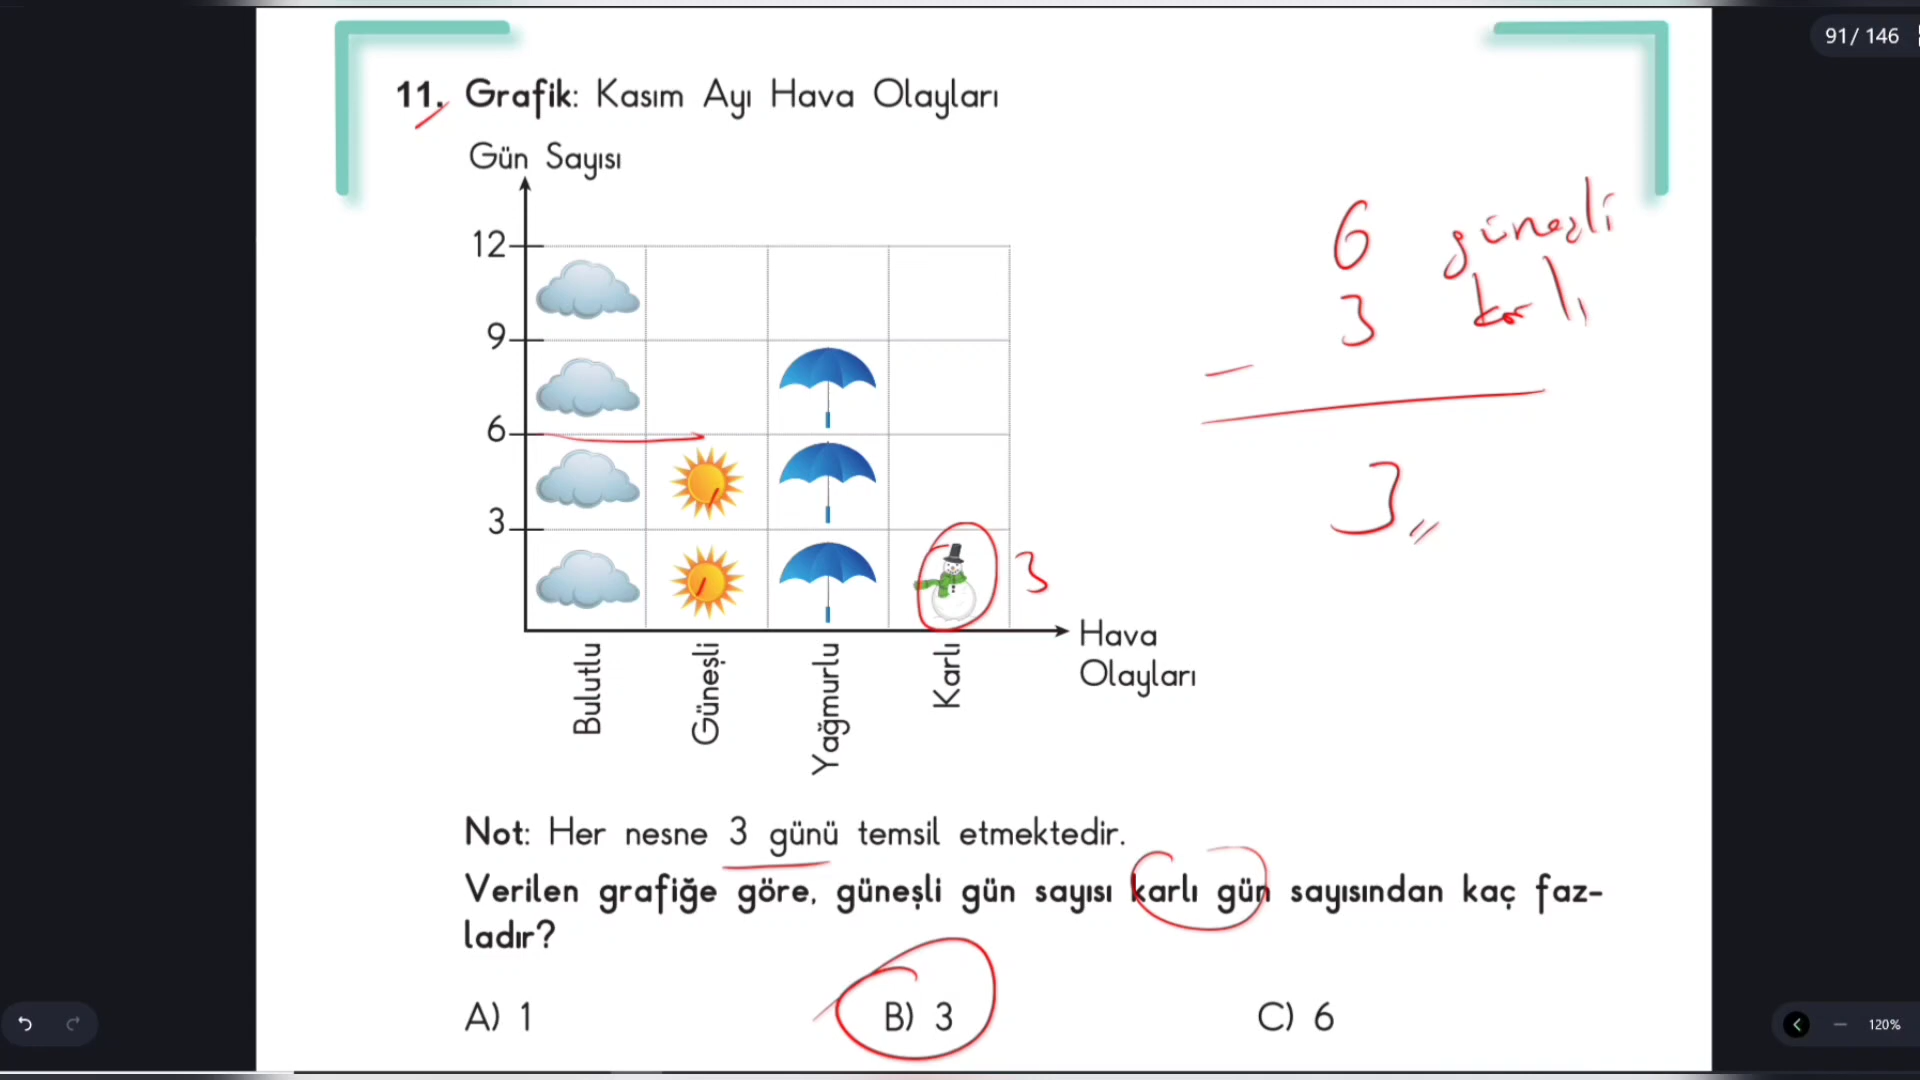 91/ 146
11. Grafik: Kasım Ayı Hava Olayları
Gün Sayısı
12
9
6
3
Bulutlu
Güneşli
Yağmurlu
Karlı
Hava
Olayları
3
6 güneşli
3 karlı
−
3
Not: Her nesne 3 günü temsil etmektedir.
Verilen grafiğe göre, güneşli gün sayısı karlı gün sayısından kaç faz-
ladır?
A) 1
B) 3
C) 6
120%